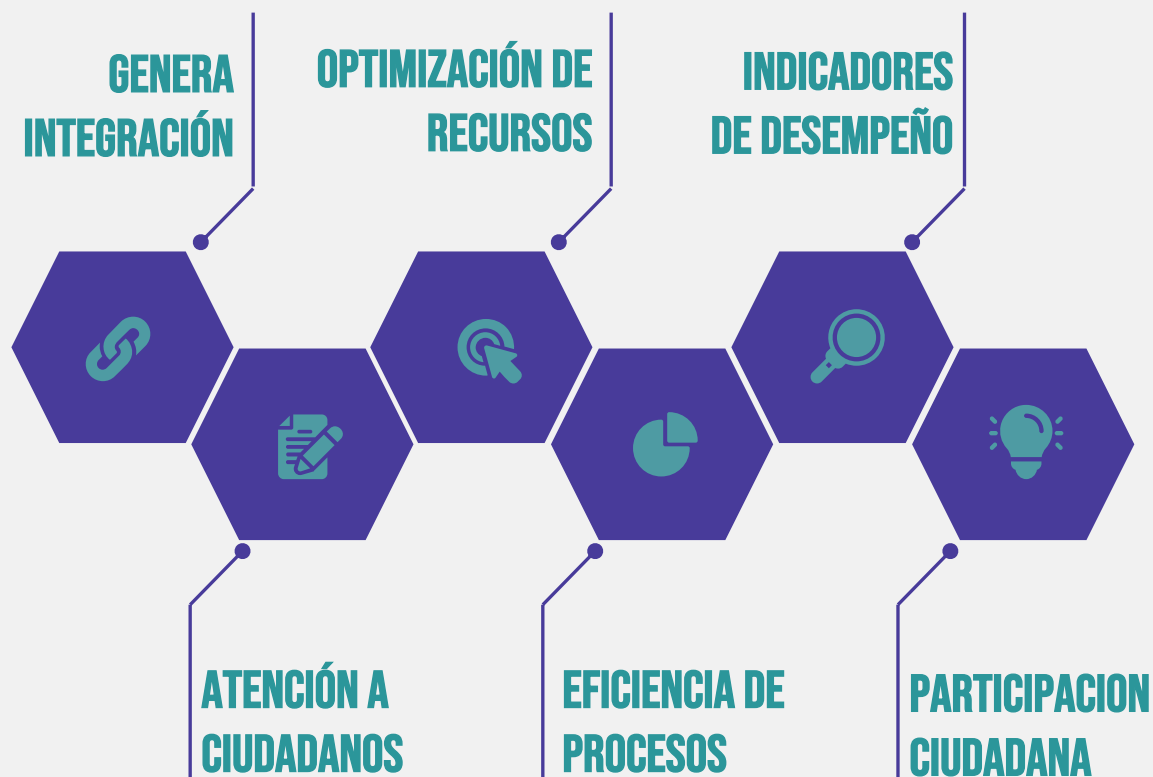 GENERA
INTEGRACIÓN
OPTIMIZACIÓN DE
RECURSOS
INDICADORES
DE DESEMPEÑO
ATENCIÓN A
CIUDADANOS
EFICIENCIA DE
PROCESOS
PARTICIPACION
CIUDADANA